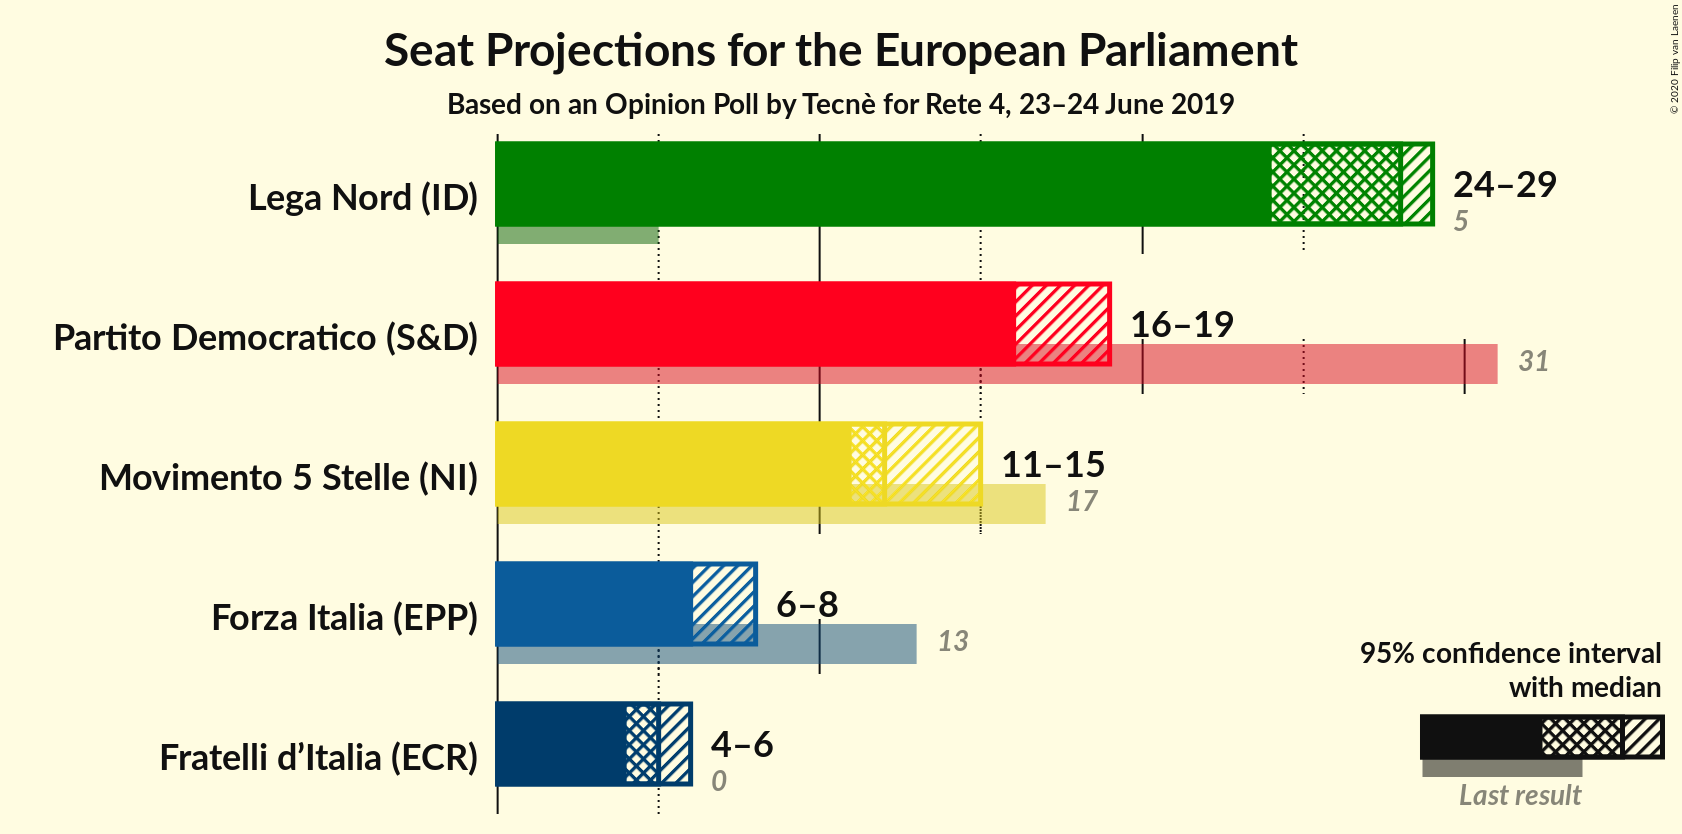 Seat Projections for the European Parliament
Based on an Opinion Poll by Tecnè for Rete 4, 23–24 June 2019
© 2020 Filip van Laenen
Lega Nord (ID)
24–29
5
Partito Democratico (S&D)
16–19
31
Movimento 5 Stelle (NI)
11–15
17
Forza Italia (EPP)
6–8
13
Fratelli d’Italia (ECR)
4–6
0
95% confidence interval
with median
Last result